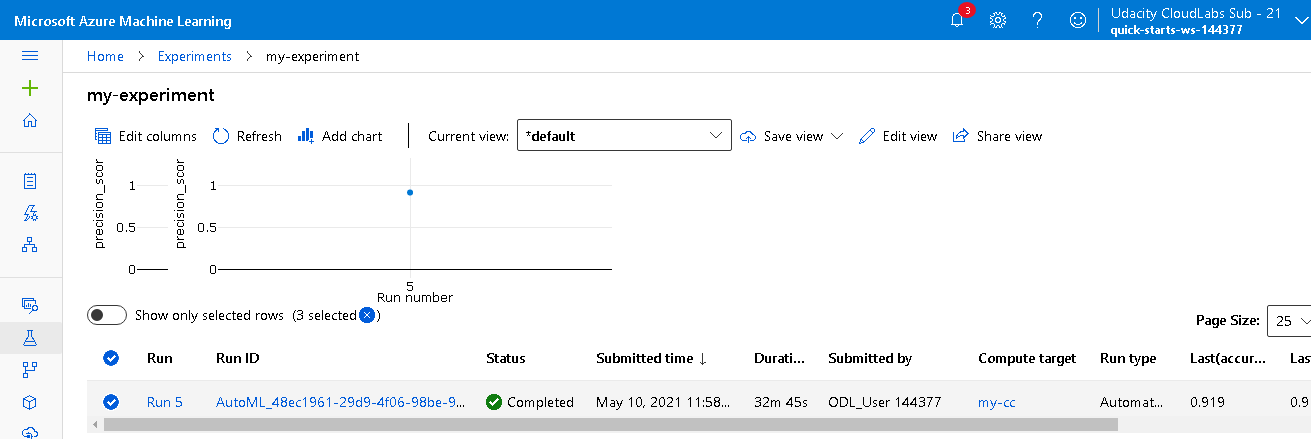 Microsoft Azure Machine Learning
3
Udacity CloudLabs Sub - 21
quick-starts-ws-144377
Home > Experiments > my-experiment
my-experiment
Edit columns Refresh Add chart Current view: *default Save view Edit view Share view
precision_scor 1 0.5 0
precision_scor 1 0.5 0
5
Run number
Show only selected rows (3 selected )
Page Size: 25
Run Run ID Status Submitted time ↓ Durati... Submitted by Compute target Run type Last(accur... Las
Run 5 AutoML_48ec1961-29d9-4f06-98be-9... Completed May 10, 2021 11:58... 32m 45s ODL_User 144377 my-cc Automat... 0.919 0.9